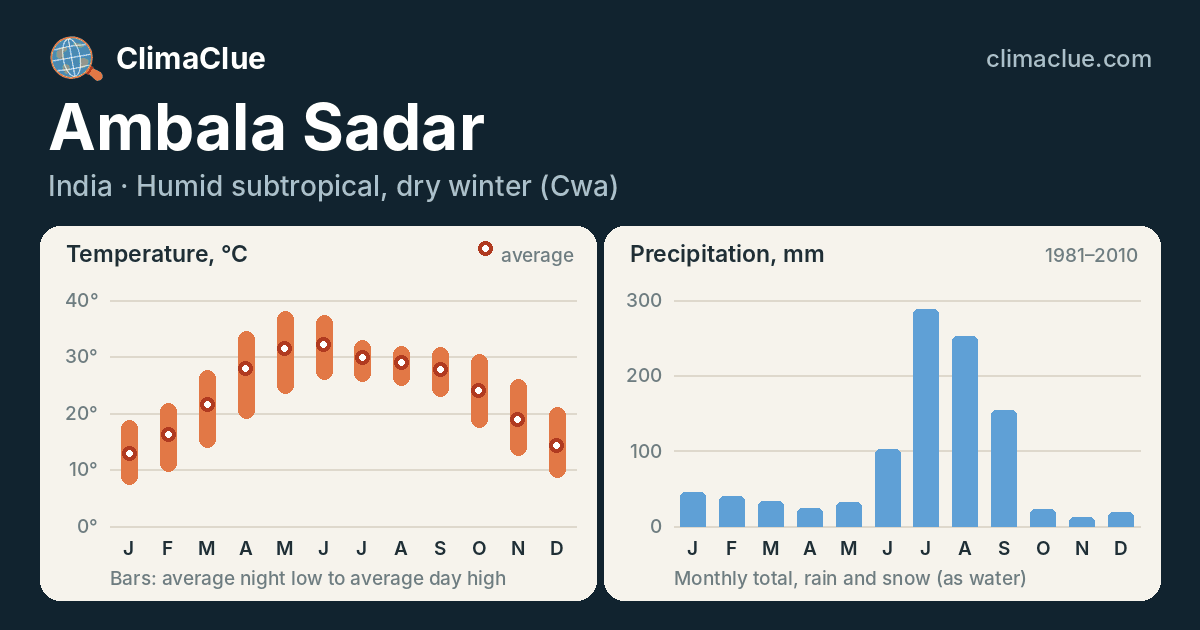 ClimaClue
climaclue.com
Ambala Sadar
India · Humid subtropical, dry winter (Cwa)
Temperature, °C
average
40°
30°
20°
10°
0°
J F M A M J J A S O N D
Bars: average night low to average day high
Precipitation, mm
1981–2010
300
200
100
0
J F M A M J J A S O N D
Monthly total, rain and snow (as water)